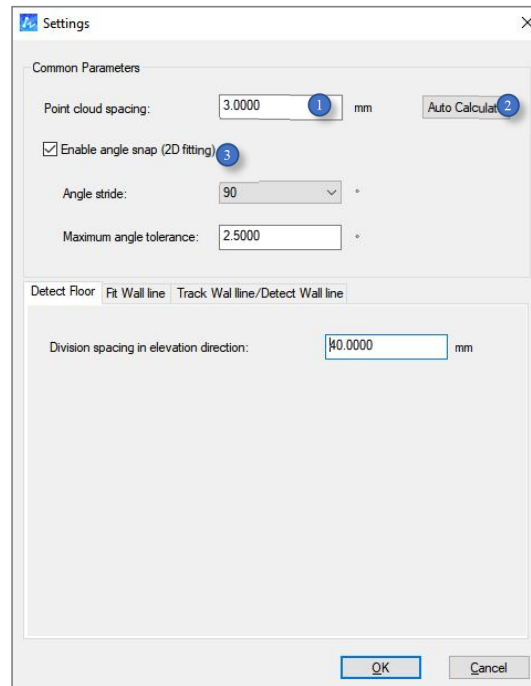 Settings
Common Parameters
Point cloud spacing: 3.0000 1 mm Auto Calculat 2
Enable angle snap (2D fitting) 3
Angle stride: 90 °
Maximum angle tolerance: 2.5000 °
Detect Floor Fit Wall line Track Wal lline/Detect Wall line
Division spacing in elevation direction: 40.0000 mm
OK Cancel